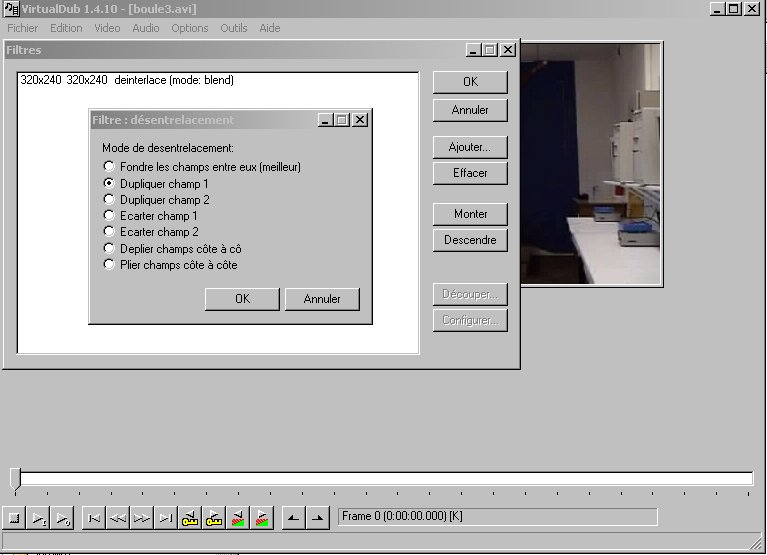 VirtualDub 1.4.10 - [boule3.avi]
Fichier Edition Video Audio Options Outils Aide
Filtres
320x240 320x240 deinterlace (mode: blend)
OK
Annuler
Ajouter...
Effacer
Monter
Descendre
Découper...
Configurer...
Filtre : désentrelacement
Mode de desentrelacement:
Fondre les champs entre eux (meilleur)
Dupliquer champ 1
Dupliquer champ 2
Ecarter champ 1
Ecarter champ 2
Deplier champs côte à cô
Plier champs côte à côte
OK Annuler
Frame 0 (0:00:00.000) [K]